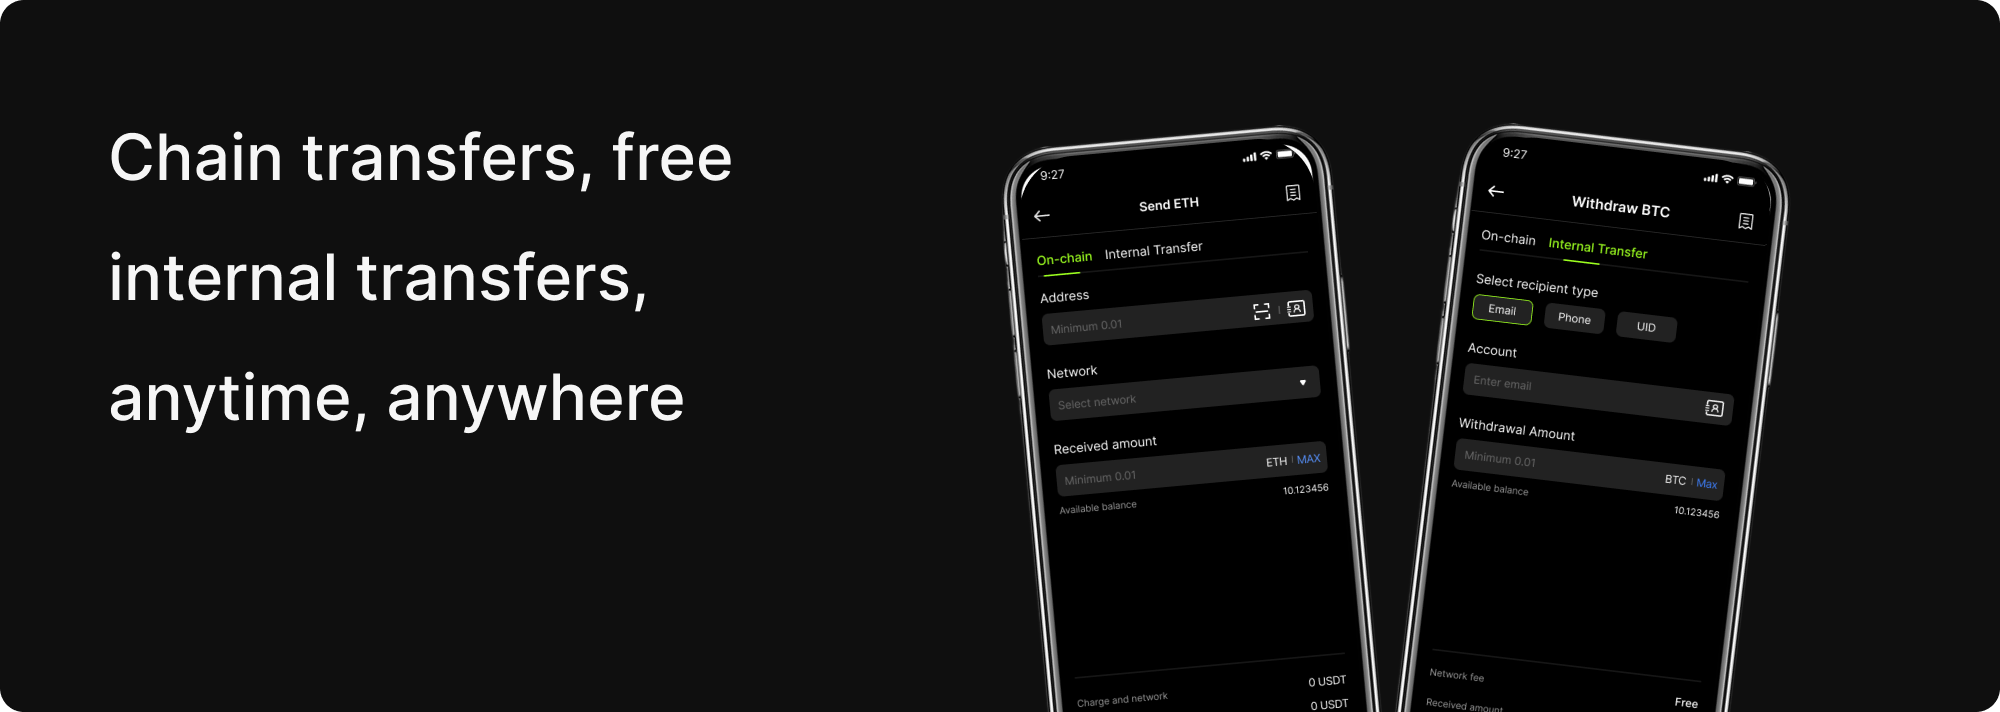 Chain transfers, free
internal transfers,
anytime, anywhere
9:27
Send ETH
On-chain Internal Transfer
Address
Minimum 0.01
Network
Select network
Received amount
Minimum 0.01 ETH MAX
Available balance 10.123456
Charge and network 0 USDT
0 USDT
9:27
Withdraw BTC
On-chain Internal Transfer
Select recipient type
Email Phone UID
Account
Enter email
Withdrawal Amount
Minimum 0.01 BTC Max
Available balance 10.123456
Network fee Free
Received amount